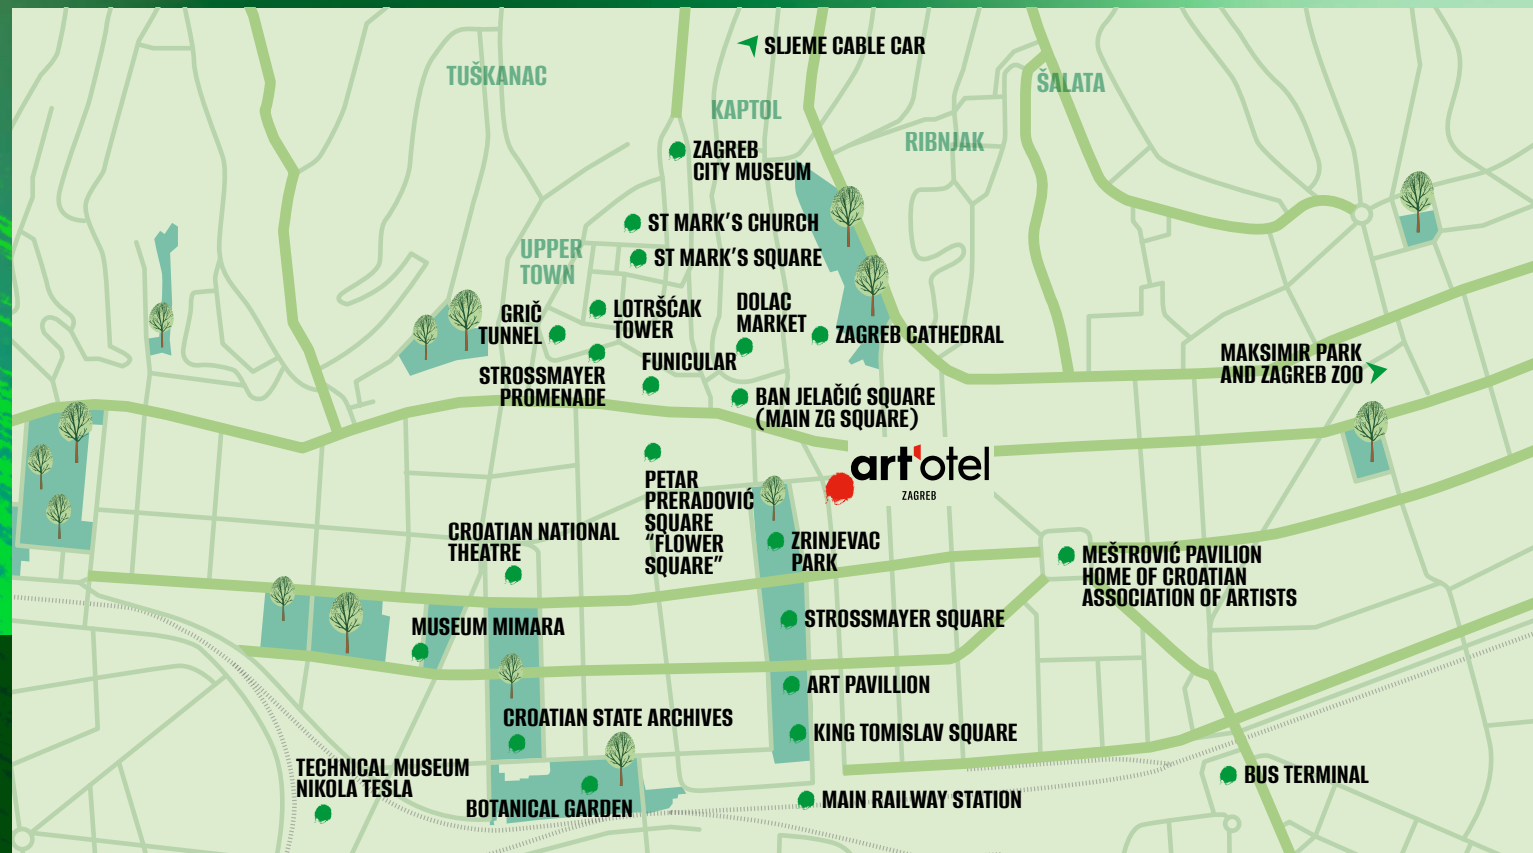 SLJEME CABLE CAR
TUŠKANAC
ŠALATA
KAPTOL
RIBNJAK
ZAGREB
CITY MUSEUM
ST MARK'S CHURCH
UPPER
TOWN
ST MARK'S SQUARE
GRIČ
TUNNEL
LOTRŠĆAK
TOWER
DOLAC
MARKET
ZAGREB CATHEDRAL
STROSSMAYER
PROMENADE
FUNICULAR
MAKSIMIR PARK
AND ZAGREB ZOO
BAN JELAČIĆ SQUARE
(MAIN ZG SQUARE)
art'otel
ZAGREB
PETAR
PRERADOVIĆ
SQUARE
“FLOWER
SQUARE”
CROATIAN NATIONAL
THEATRE
ZRINJEVAC
PARK
MEŠTROVIĆ PAVILION
HOME OF CROATIAN
ASSOCIATION OF ARTISTS
STROSSMAYER SQUARE
MUSEUM MIMARA
ART PAVILLION
CROATIAN STATE ARCHIVES
KING TOMISLAV SQUARE
TECHNICAL MUSEUM
NIKOLA TESLA
BUS TERMINAL
BOTANICAL GARDEN
MAIN RAILWAY STATION